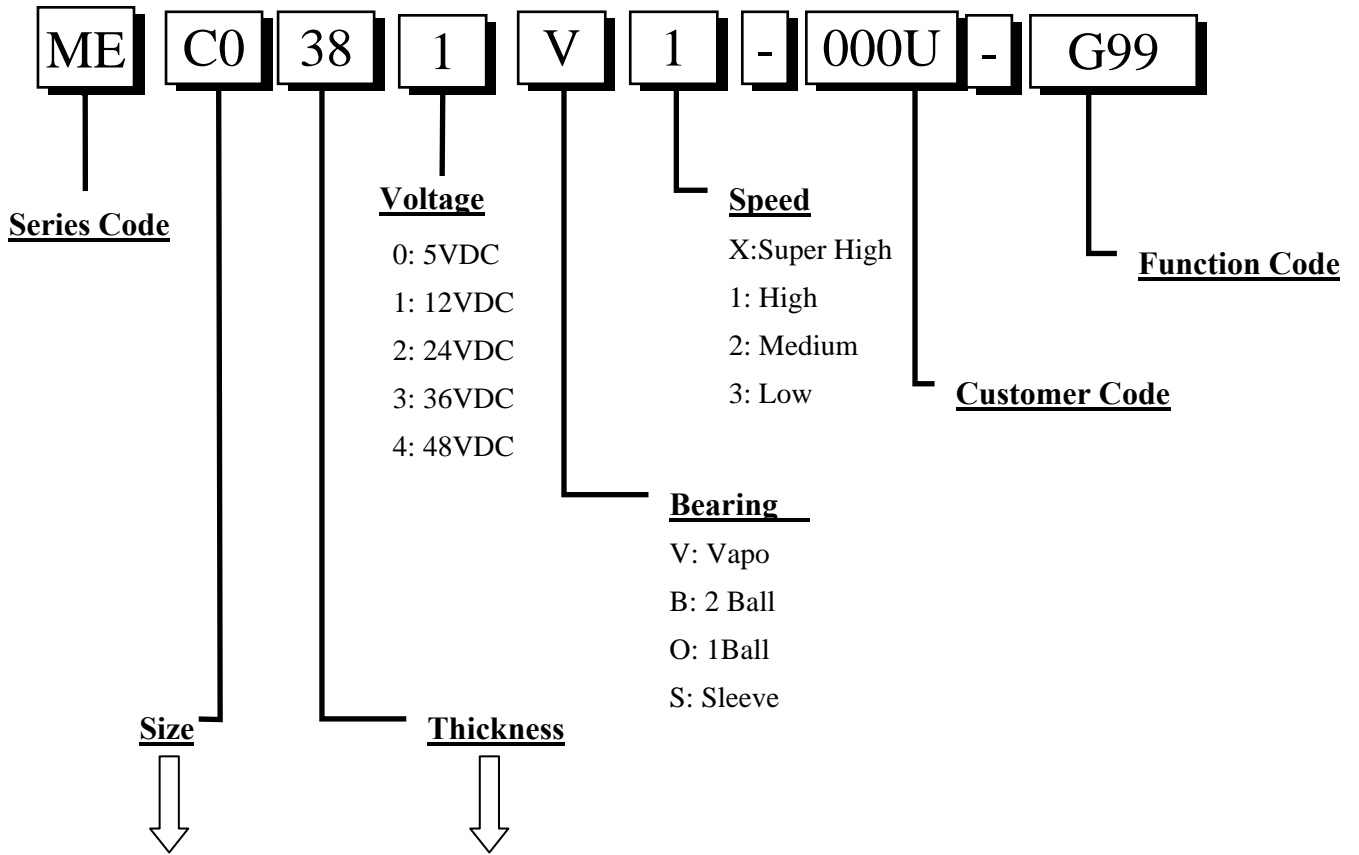 ME C0 38 1 V 1 - 000U - G99
Series Code
Voltage
0: 5VDC
1: 12VDC
2: 24VDC
3: 36VDC
4: 48VDC
Speed
X:Super High
1: High
2: Medium
3: Low
Function Code
Customer Code
Bearing
V: Vapo
B: 2 Ball
O: 1Ball
S: Sleeve
Size
Thickness